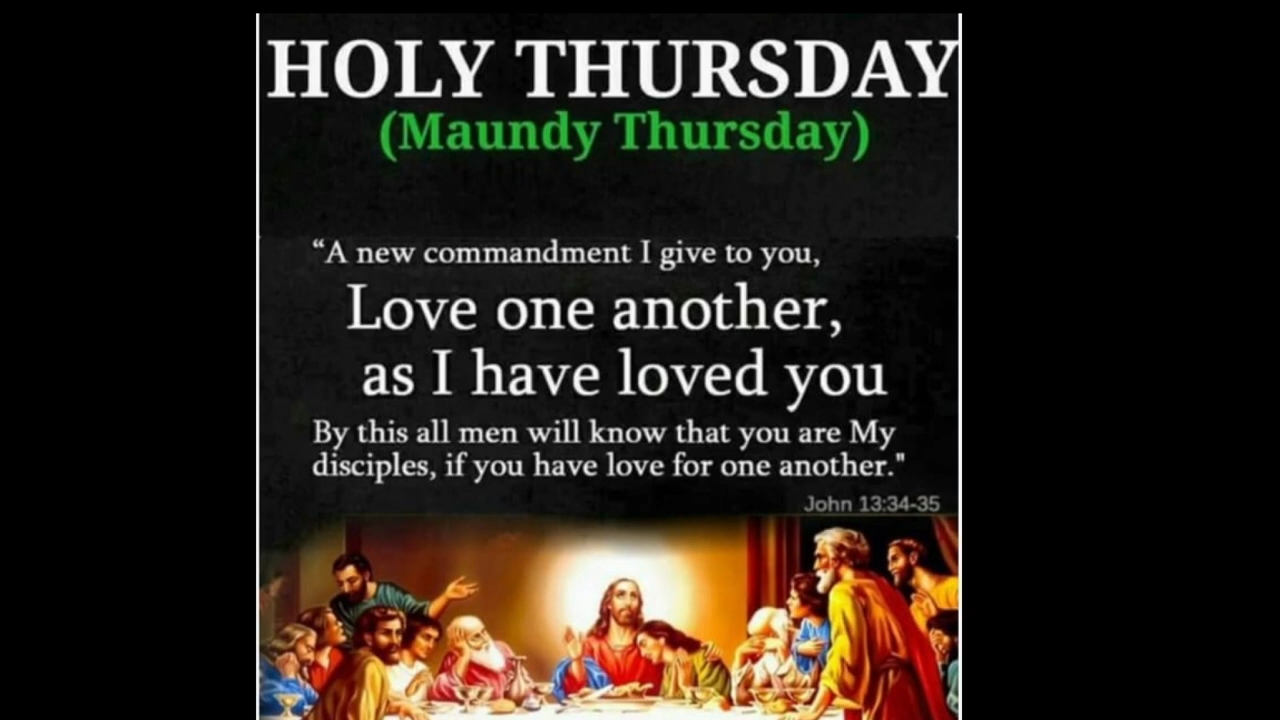 HOLY THURSDAY
(Maundy Thursday)
“A new commandment I give to you,
Love one another,
as I have loved you
By this all men will know that you are My
disciples, if you have love for one another."
John 13:34-35